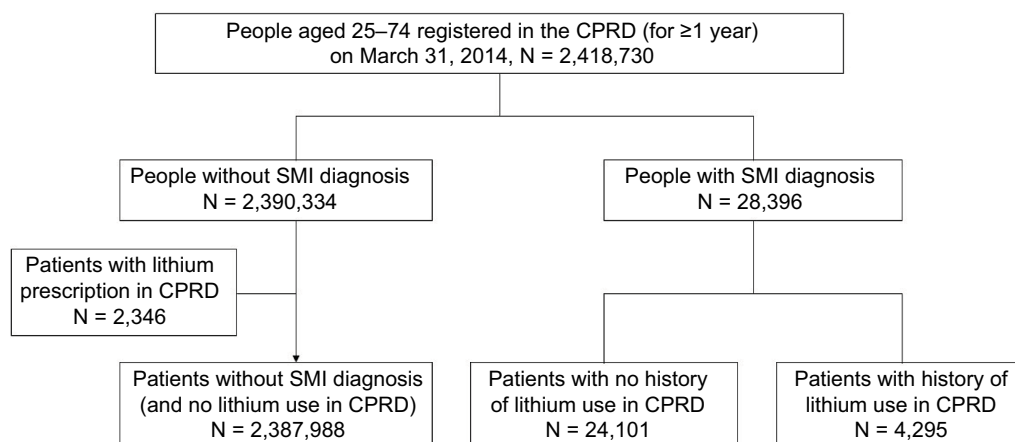 People aged 25–74 registered in the CPRD (for ≥1 year)
on March 31, 2014, N = 2,418,730
People without SMI diagnosis
N = 2,390,334
People with SMI diagnosis
N = 28,396
Patients with lithium
prescription in CPRD
N = 2,346
Patients without SMI diagnosis
(and no lithium use in CPRD)
N = 2,387,988
Patients with no history
of lithium use in CPRD
N = 24,101
Patients with history of
lithium use in CPRD
N = 4,295